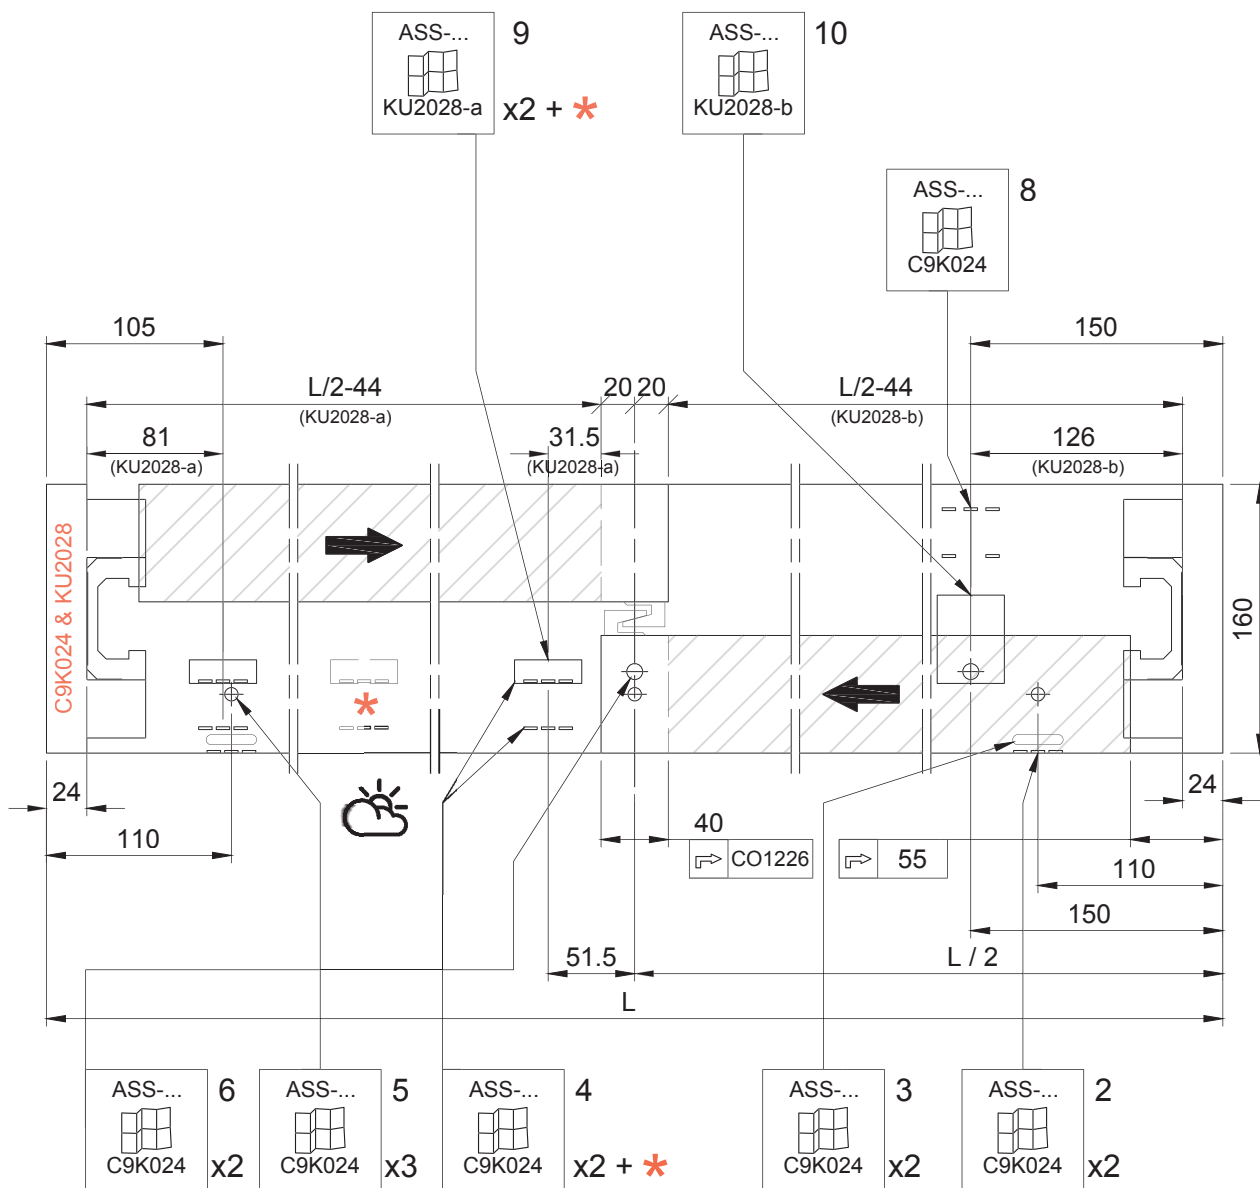 ASS-... 9
KU2028-a x2 + *
ASS-... 10
KU2028-b
ASS-... 8
C9K024
105
150
L/2-44
(KU2028-a)
20 20
L/2-44
(KU2028-b)
81
(KU2028-a)
31.5
(KU2028-a)
126
(KU2028-b)
C9K024 & KU2028
160
*
24
24
110
40
CO1226
55
110
150
51.5
L / 2
L
ASS-... 6
C9K024 x2
ASS-... 5
C9K024 x3
ASS-... 4
C9K024 x2 + *
ASS-... 3
C9K024 x2
ASS-... 2
C9K024 x2